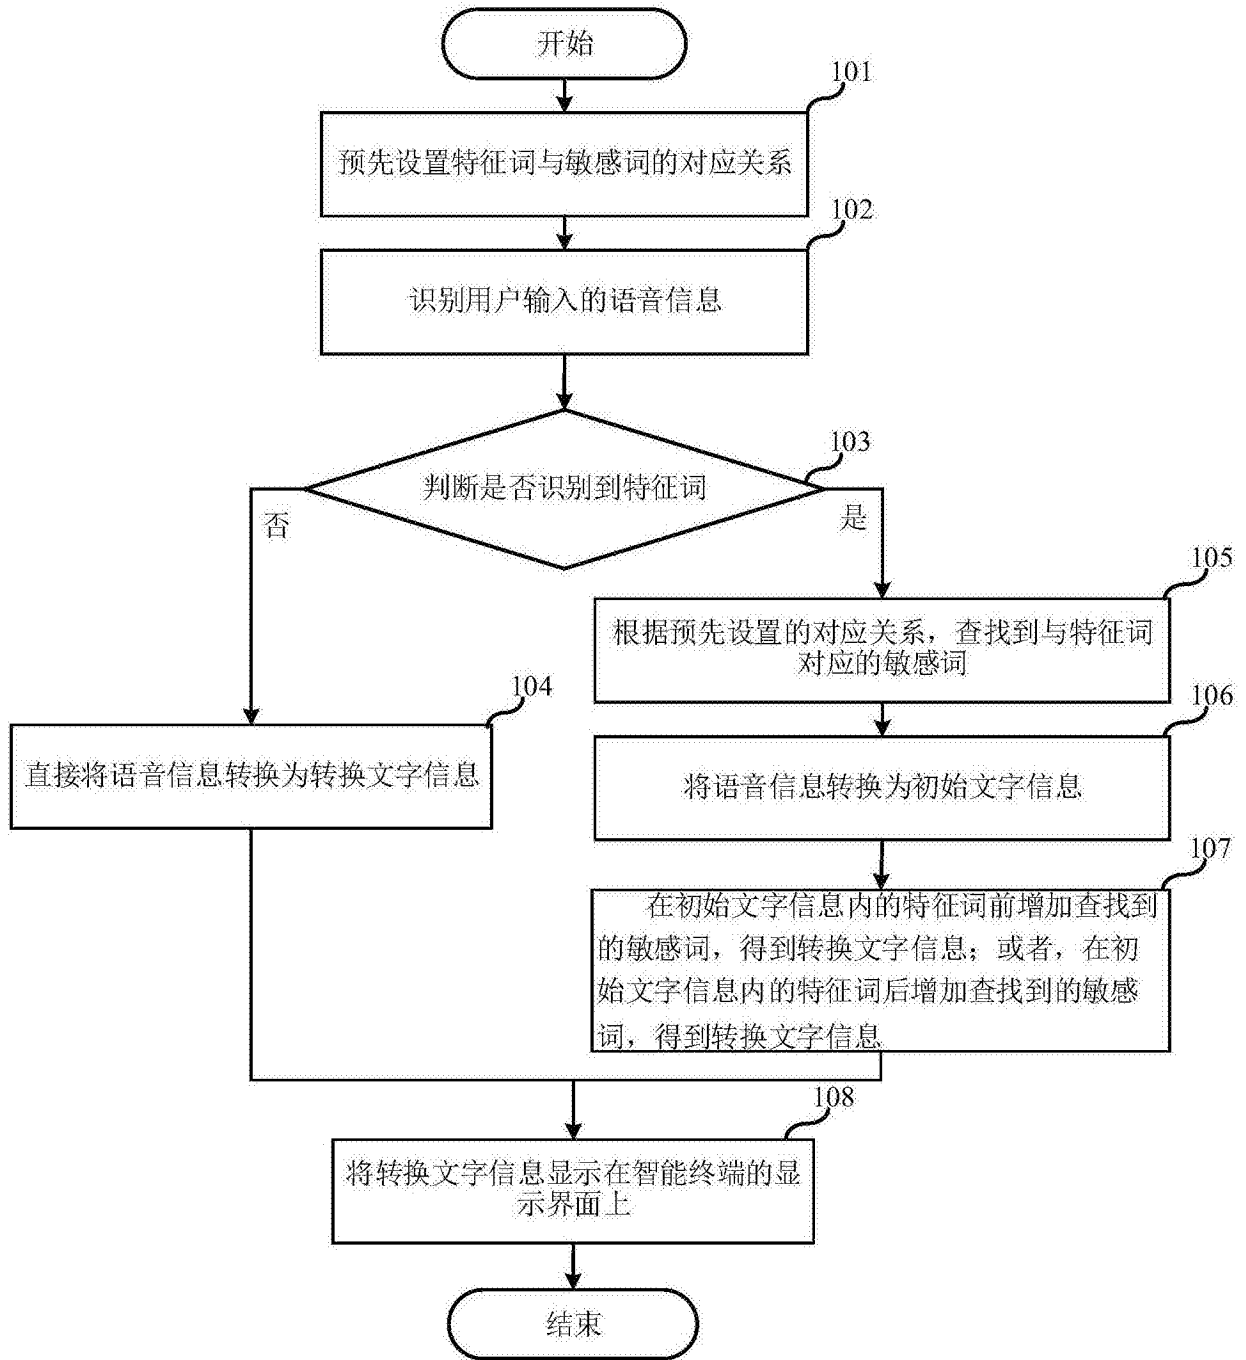 开始
101
预先设置特征词与敏感词的对应关系
102
识别用户输入的语音信息
103
判断是否识别到特征词
否
是
105
根据预先设置的对应关系，查找到与特征词
对应的敏感词
104
直接将语音信息转换为转换文字信息
106
将语音信息转换为初始文字信息
107
在初始文字信息内的特征词前增加查找到
的敏感词，得到转换文字信息；或者，在初
始文字信息内的特征词后增加查找到的敏感
词，得到转换文字信息
108
将转换文字信息显示在智能终端的显
示界面上
结束